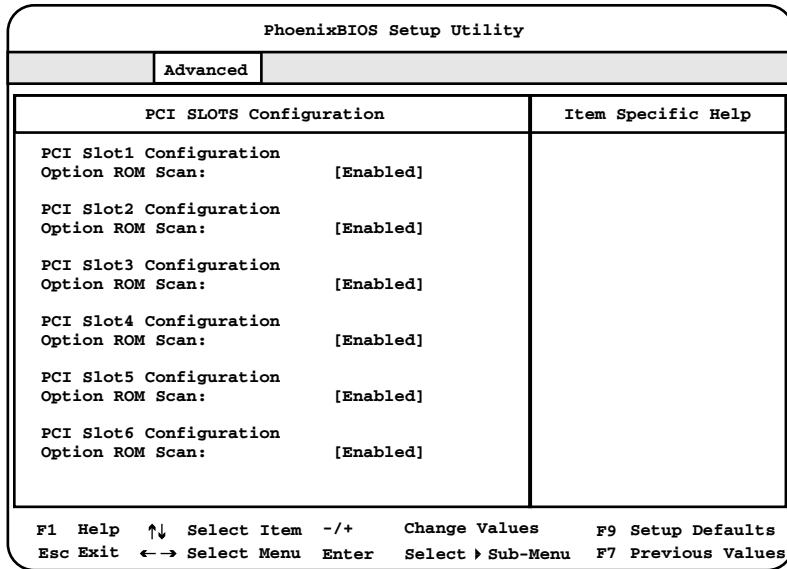 PhoenixBIOS Setup Utility
Advanced
PCI SLOTS Configuration
Item Specific Help
PCI Slot1 Configuration
Option ROM Scan: [Enabled]
PCI Slot2 Configuration
Option ROM Scan: [Enabled]
PCI Slot3 Configuration
Option ROM Scan: [Enabled]
PCI Slot4 Configuration
Option ROM Scan: [Enabled]
PCI Slot5 Configuration
Option ROM Scan: [Enabled]
PCI Slot6 Configuration
Option ROM Scan: [Enabled]
F1 Help ↑↓ Select Item -/+ Change Values F9 Setup Defaults
Esc Exit ←→ Select Menu Enter Select ▶ Sub-Menu F7 Previous Values